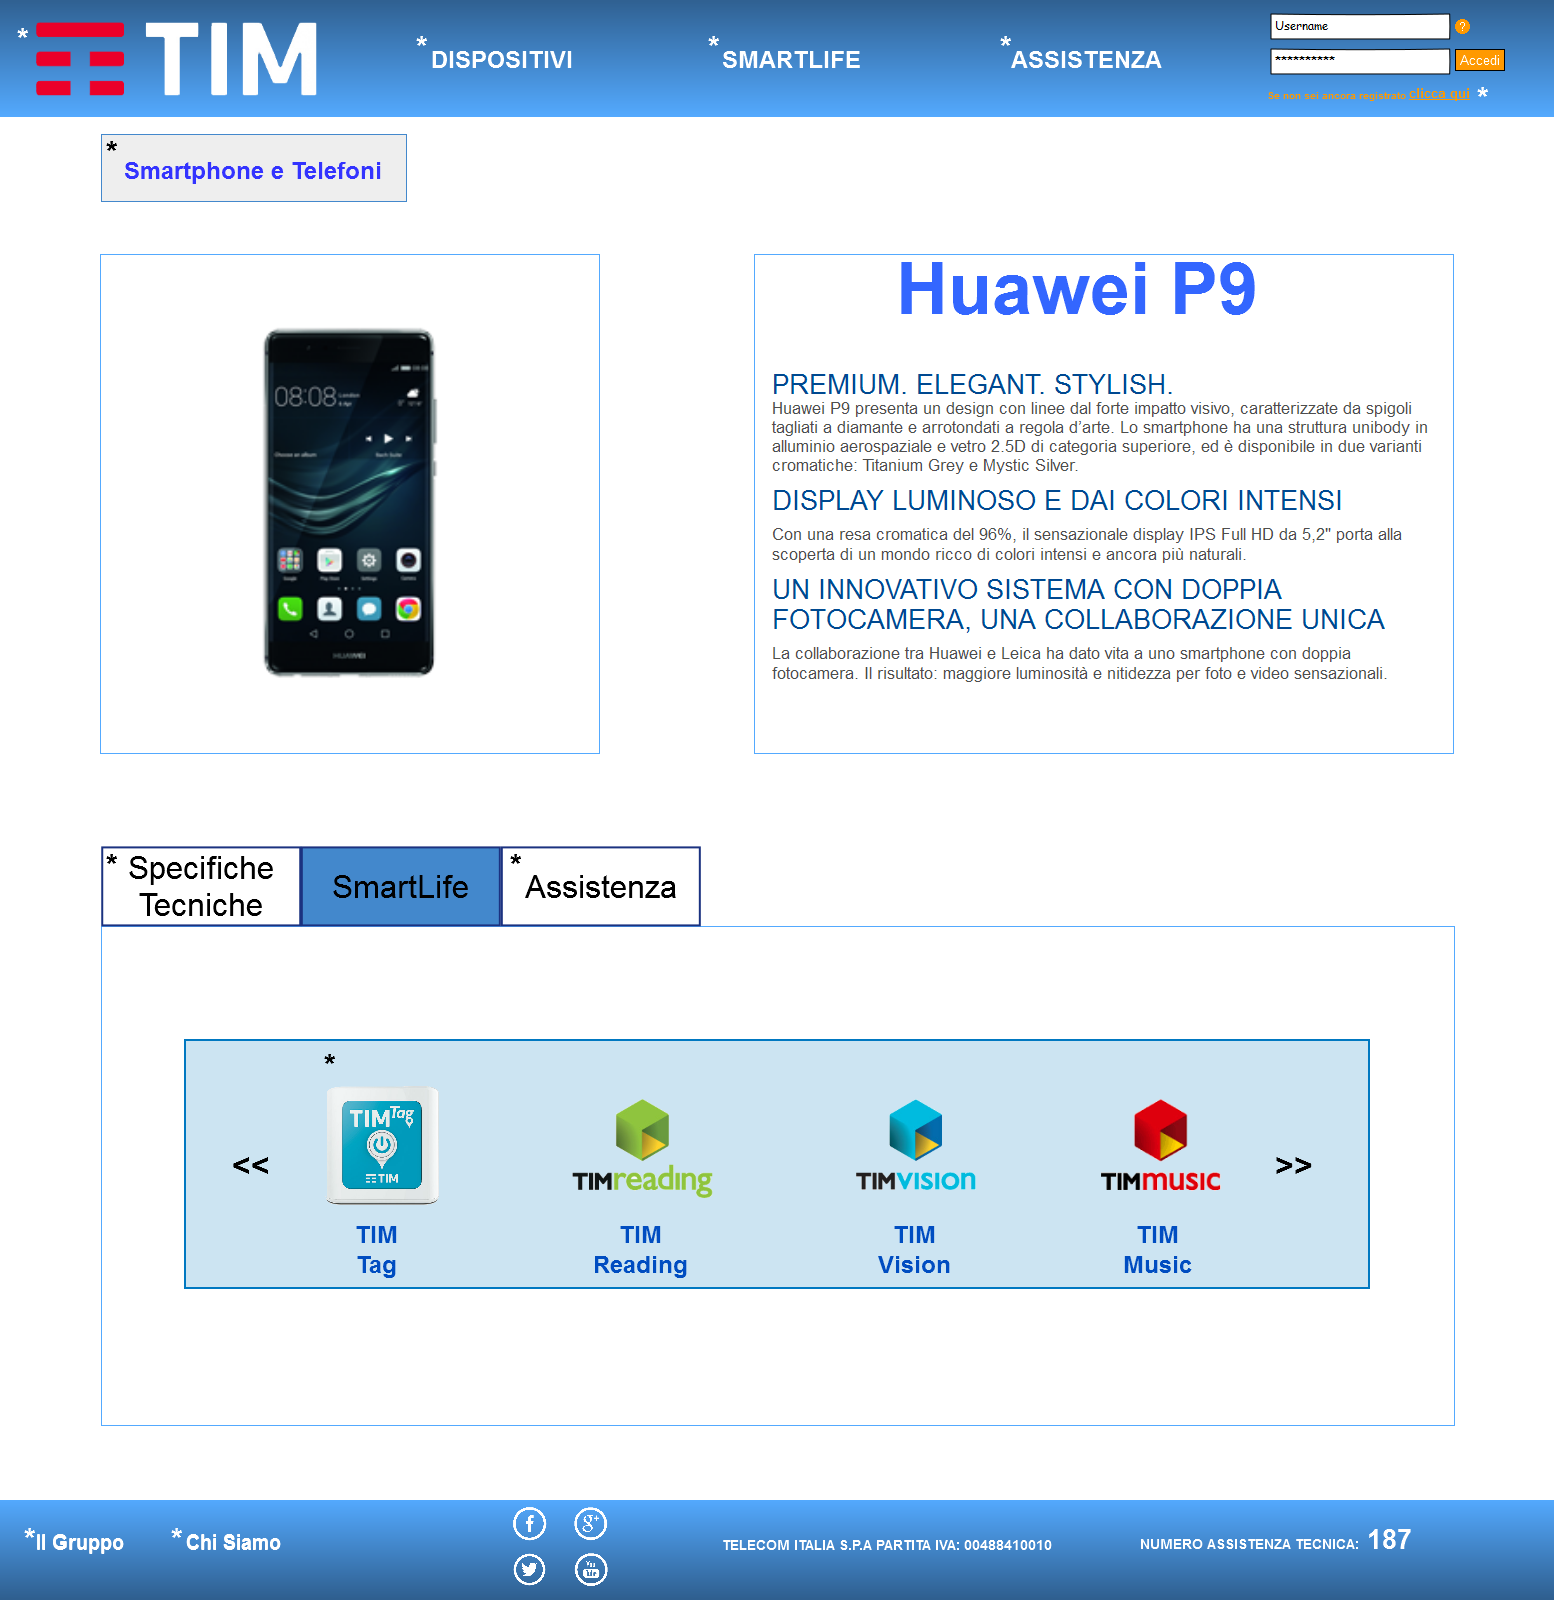 * TIM
* DISPOSITIVI
* SMARTLIFE
* ASSISTENZA
Username
?
**********
Accedi
Se non sei ancora registrato clicca qui *
* Smartphone e Telefoni
08:08
London
Choose an album
HUAWEI
Huawei P9
PREMIUM. ELEGANT. STYLISH.
Huawei P9 presenta un design con linee dal forte impatto visivo, caratterizzate da spigoli
tagliati a diamante e arrotondati a regola d’arte. Lo smartphone ha una struttura unibody in
alluminio aerospaziale e vetro 2.5D di categoria superiore, ed è disponibile in due varianti
cromatiche: Titanium Grey e Mystic Silver.
DISPLAY LUMINOSO E DAI COLORI INTENSI
Con una resa cromatica del 96%, il sensazionale display IPS Full HD da 5,2" porta alla
scoperta di un mondo ricco di colori intensi e ancora più naturali.
UN INNOVATIVO SISTEMA CON DOPPIA
FOTOCAMERA, UNA COLLABORAZIONE UNICA
La collaborazione tra Huawei e Leica ha dato vita a uno smartphone con doppia
fotocamera. Il risultato: maggiore luminosità e nitidezza per foto e video sensazionali.
* Specifiche
Tecniche
SmartLife
* Assistenza
*
<<
TIM Tag
TIM
TIMreading
TIMVISION
TIMMUSIC
>>
TIM
Tag
TIM
Reading
TIM
Vision
TIM
Music
*Il Gruppo
* Chi Siamo
TELECOM ITALIA S.P.A PARTITA IVA: 00488410010
NUMERO ASSISTENZA TECNICA: 187